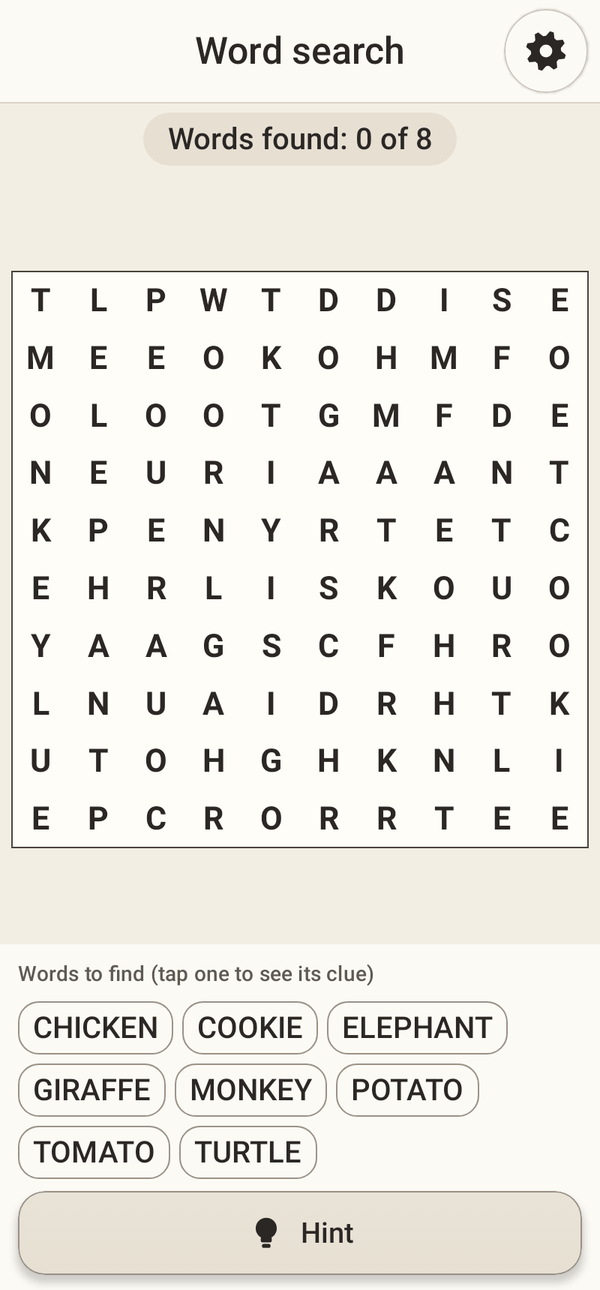 Word search
Words found: 0 of 8
T L P W T D D I S E
M E E O K O H M F O
O L O O T G M F D E
N E U R I A A A N T
K P E N Y R T E T C
E H R L I S K O U O
Y A A G S C F H R O
L N U A I D R H T K
U T O H G H K N L I
E P C R O R R T E E
Words to find (tap one to see its clue)
CHICKEN COOKIE ELEPHANT
GIRAFFE MONKEY POTATO
TOMATO TURTLE
Hint